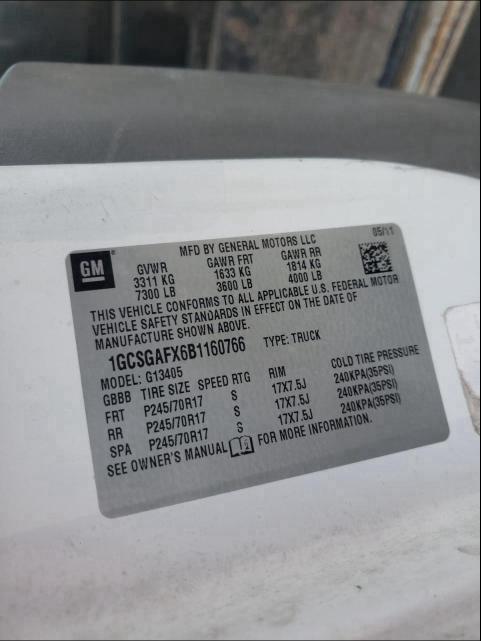 GM ®
MFD BY GENERAL MOTORS LLC 05/11
GVWR GAWR FRT GAWR RR
3311 KG 1633 KG 1814 KG
7300 LB 3600 LB 4000 LB
THIS VEHICLE CONFORMS TO ALL APPLICABLE U.S. FEDERAL MOTOR
VEHICLE SAFETY STANDARDS IN EFFECT ON THE DATE OF
MANUFACTURE SHOWN ABOVE.
1GCSGAFX6B1160766 TYPE: TRUCK
MODEL: G13405
GBBB TIRE SIZE SPEED RTG RIM COLD TIRE PRESSURE
FRT P245/70R17 S 17X7.5J 240KPA(35PSI)
RR P245/70R17 S 17X7.5J 240KPA(35PSI)
SPA P245/70R17 S 17X7.5J 240KPA(35PSI)
SEE OWNER'S MANUAL FOR MORE INFORMATION.